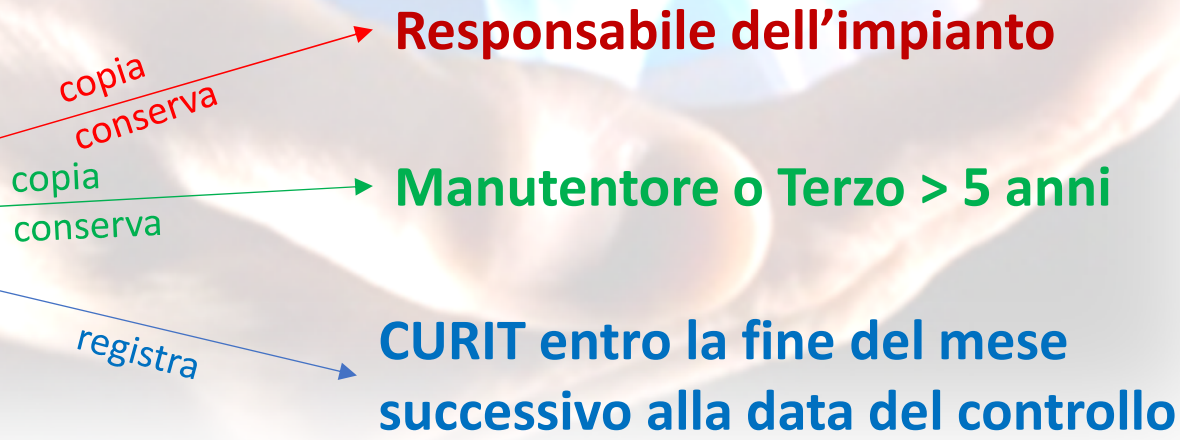 copia
conserva
Responsabile dell’impianto
copia
conserva
Manutentore o Terzo > 5 anni
registra
CURIT entro la fine del mese
successivo alla data del controllo